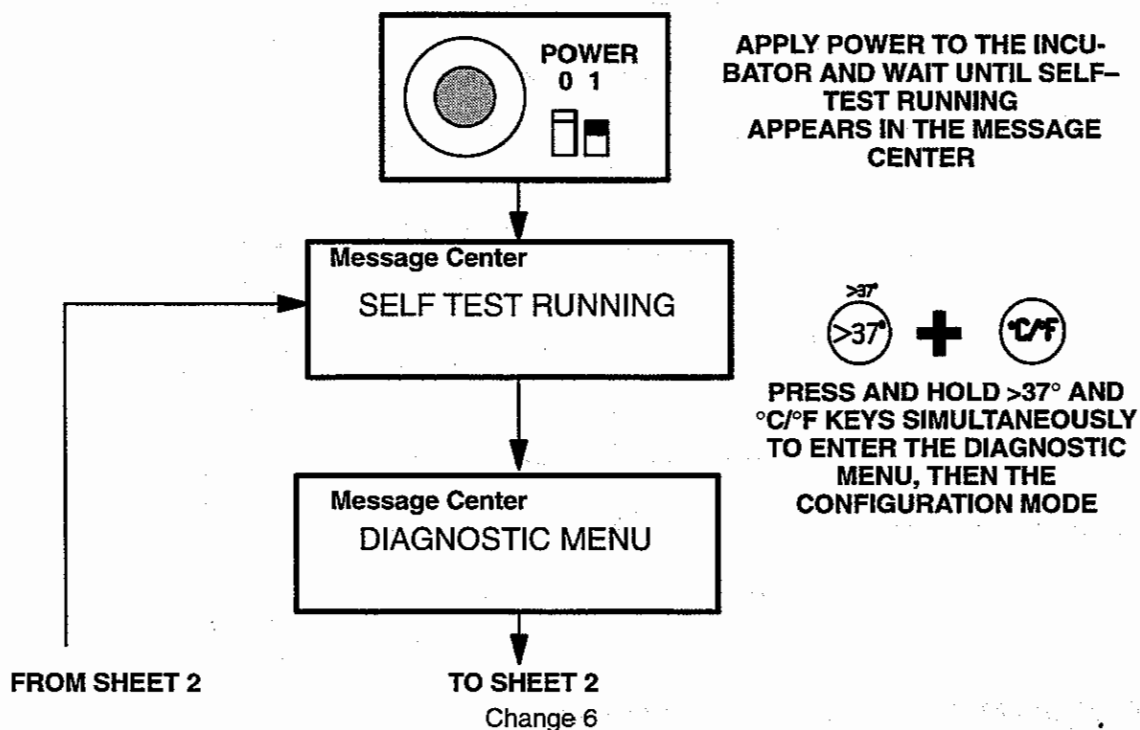 POWER
0 1
APPLY POWER TO THE INCU-
BATOR AND WAIT UNTIL SELF–
TEST RUNNING
APPEARS IN THE MESSAGE
CENTER
Message Center
SELF TEST RUNNING
>37°
>37°
°C/°F
PRESS AND HOLD >37° AND
°C/°F KEYS SIMULTANEOUSLY
TO ENTER THE DIAGNOSTIC
MENU, THEN THE
CONFIGURATION MODE
Message Center
DIAGNOSTIC MENU
FROM SHEET 2
TO SHEET 2
Change 6